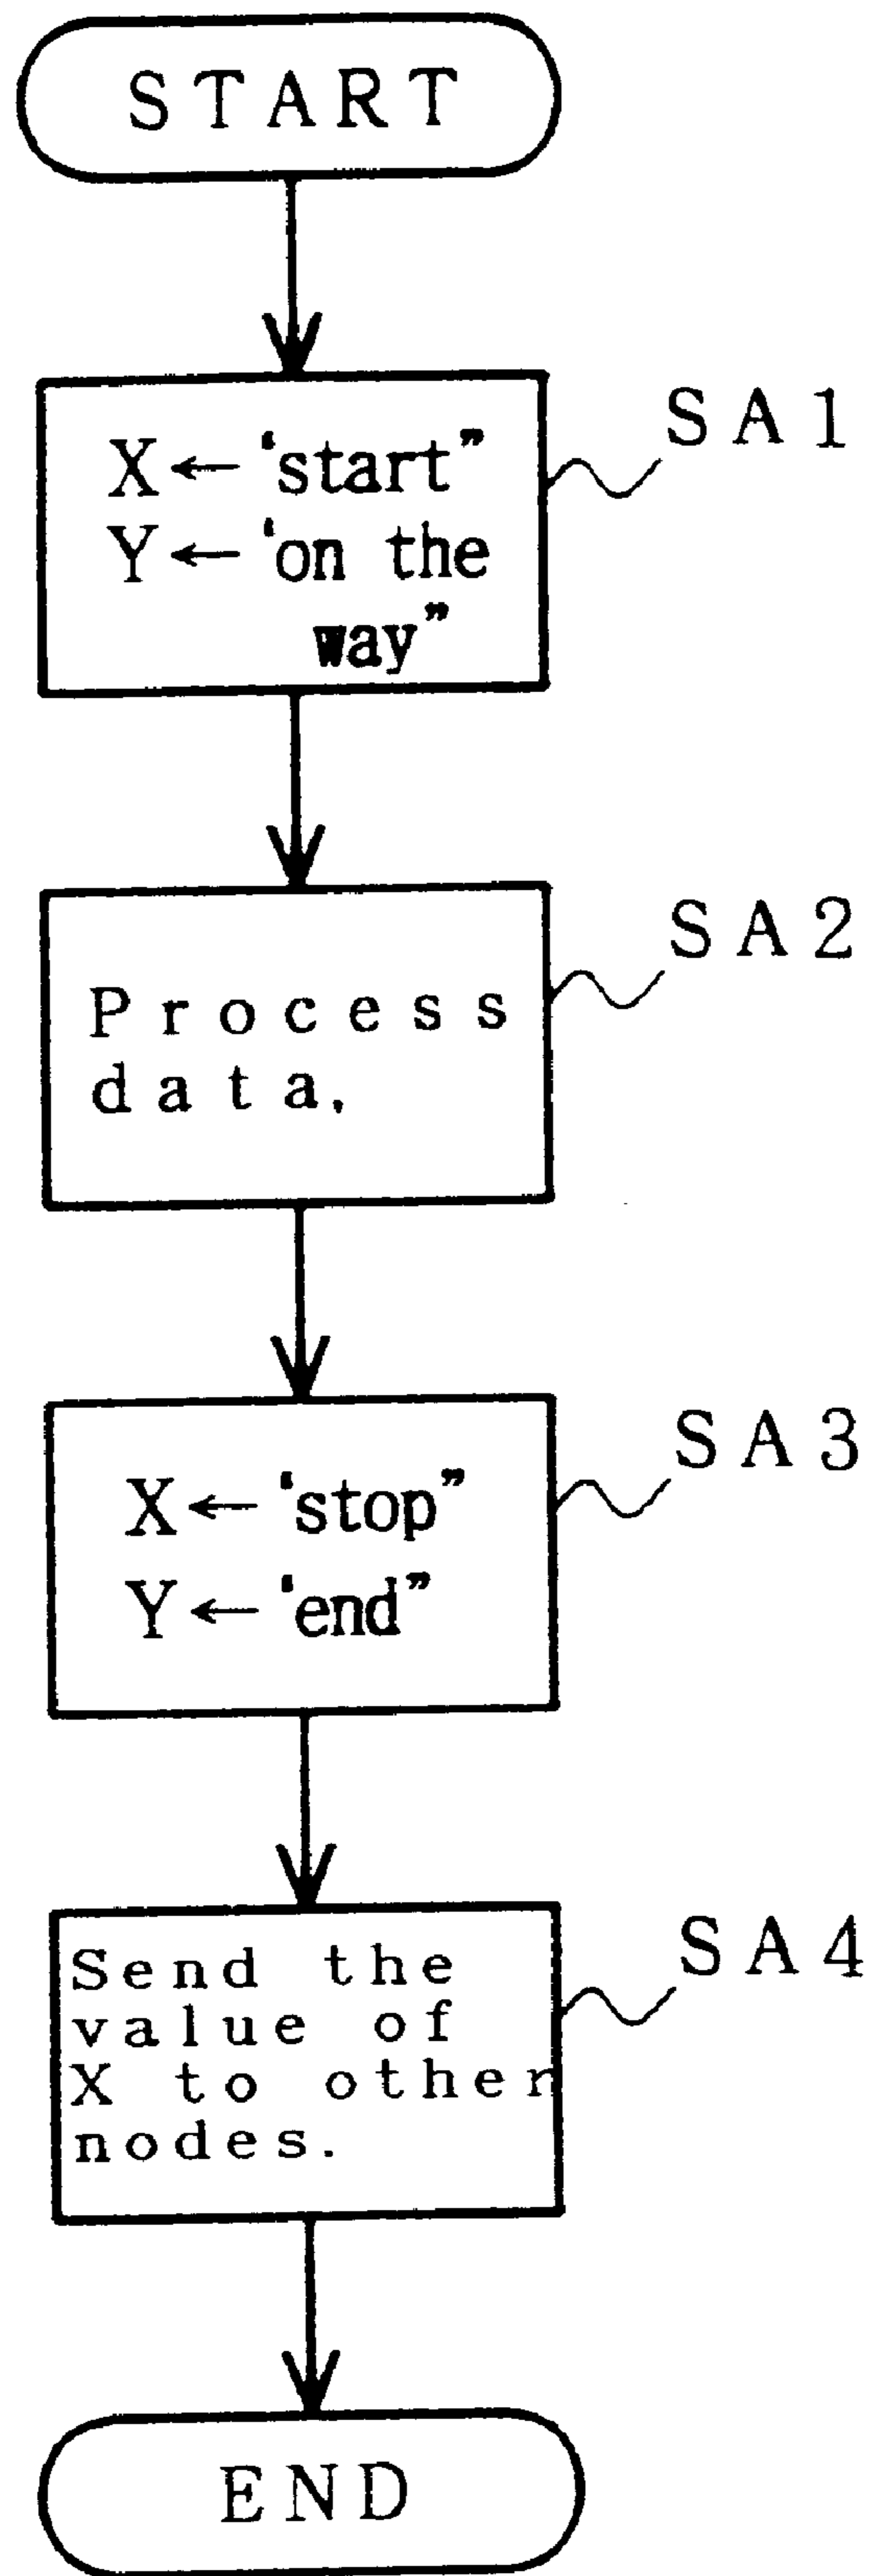 START
X ← “start”
Y ← “on the
way”
SA1
Process
data.
SA2
X ← “stop”
Y ← “end”
SA3
Send the
value of
X to other
nodes.
SA4
END